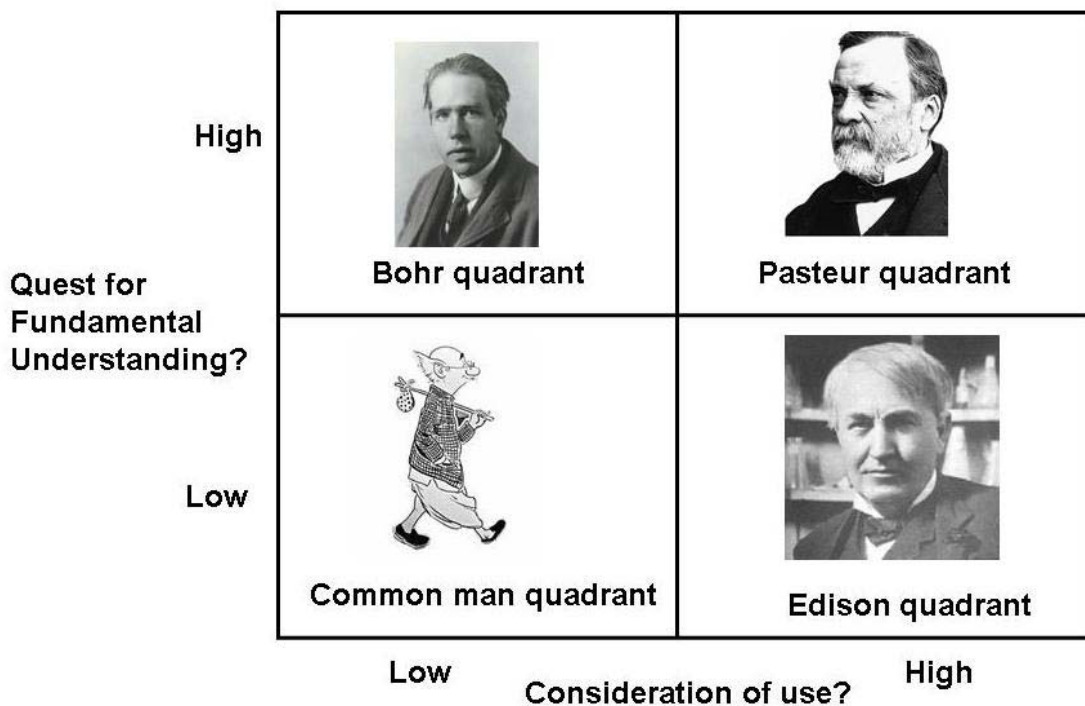 High
Bohr quadrant
Pasteur quadrant
Quest for
Fundamental
Understanding?
Low
Common man quadrant
Edison quadrant
Low
High
Consideration of use?